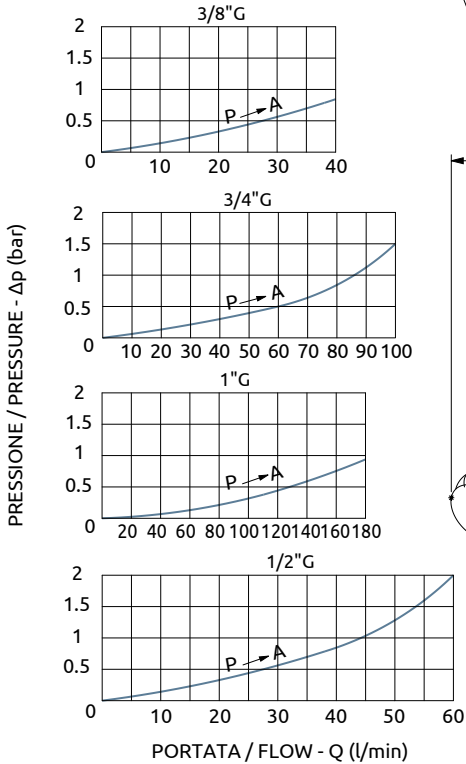 3/8"G
2
1.5
1
0.5
0
P A
10 20 30 40
3/4"G
2
1.5
1
0.5
0
P A
10 20 30 40 50 60 70 80 90 100
1"G
2
1.5
1
0.5
0
P A
20 40 60 80 100 120 140 160 180
1/2"G
2
1.5
1
0.5
0
P A
10 20 30 40 50 60
PRESSIONE / PRESSURE - Δp (bar)
PORTATA / FLOW - Q (l/min)